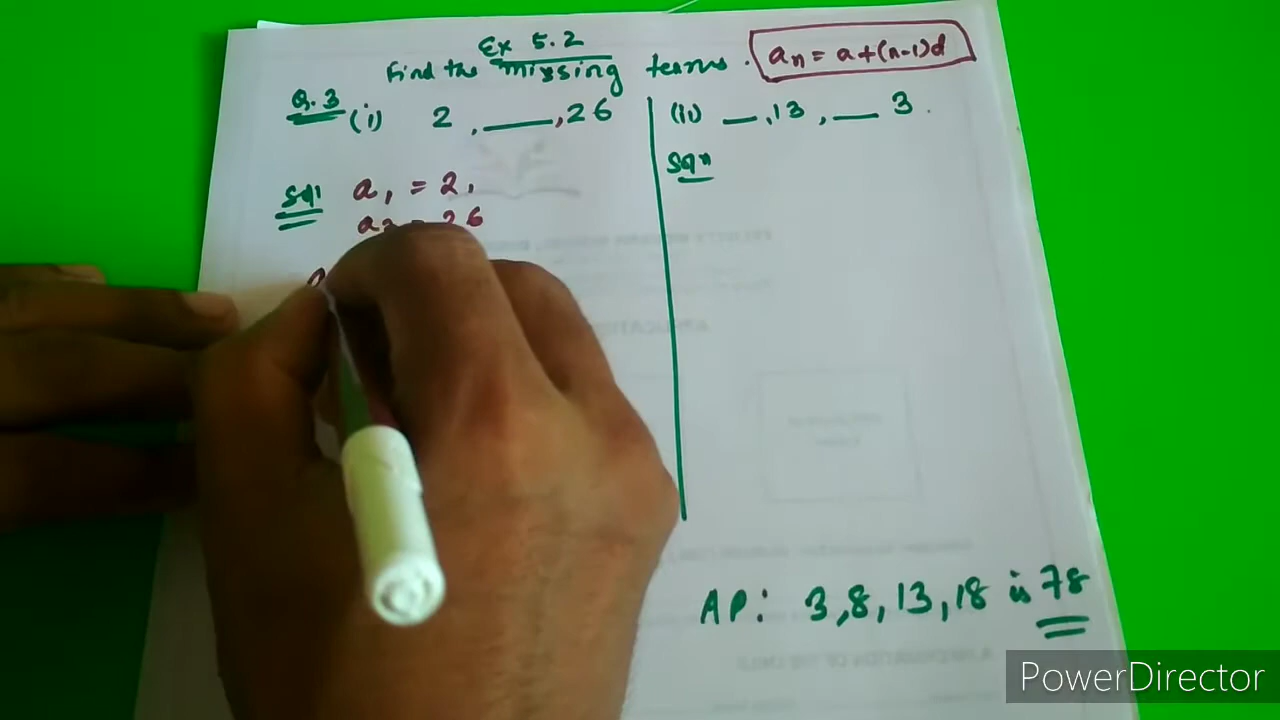 Ex 5.2
Find the missing terms. an = a+(n-1)d
Q.3 (i) 2 , ___ , 26
(ii) __ , 13 , ___ 3 .
Sol
a1 = 2,
a3 = 26
Soln
AP: 3, 8, 13, 18 is 78
PowerDirector